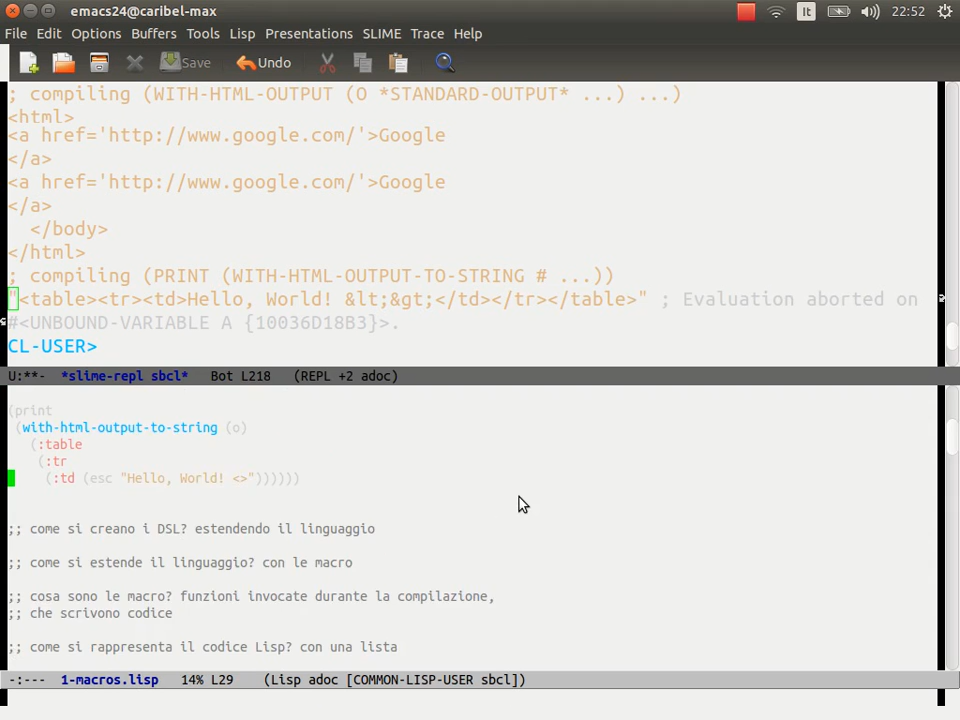 emacs24@caribel-max
It
22:52
File Edit Options Buffers Tools Lisp Presentations SLIME Trace Help
Save Undo
; compiling (WITH-HTML-OUTPUT (O *STANDARD-OUTPUT* ...) ...)
<html>
<a href='http://www.google.com/'>Google
</a>
<a href='http://www.google.com/'>Google
</a>
  </body>
</html>
; compiling (PRINT (WITH-HTML-OUTPUT-TO-STRING # ...))
"<table><tr><td>Hello, World! &lt;&gt;</td></tr></table>" ; Evaluation aborted on
#<UNBOUND-VARIABLE A {10036D18B3}>.
CL-USER>
U:**-  *slime-repl sbcl*   Bot L218   (REPL +2 adoc)
(print
 (with-html-output-to-string (o)
   (:table
    (:tr
     (:td (esc "Hello, World! <>"))))))
;; come si creano i DSL? estendendo il linguaggio
;; come si estende il linguaggio? con le macro
;; cosa sono le macro? funzioni invocate durante la compilazione,
;; che scrivono codice
;; come si rappresenta il codice Lisp? con una lista
-:---  1-macros.lisp   14% L29    (Lisp adoc [COMMON-LISP-USER sbcl])